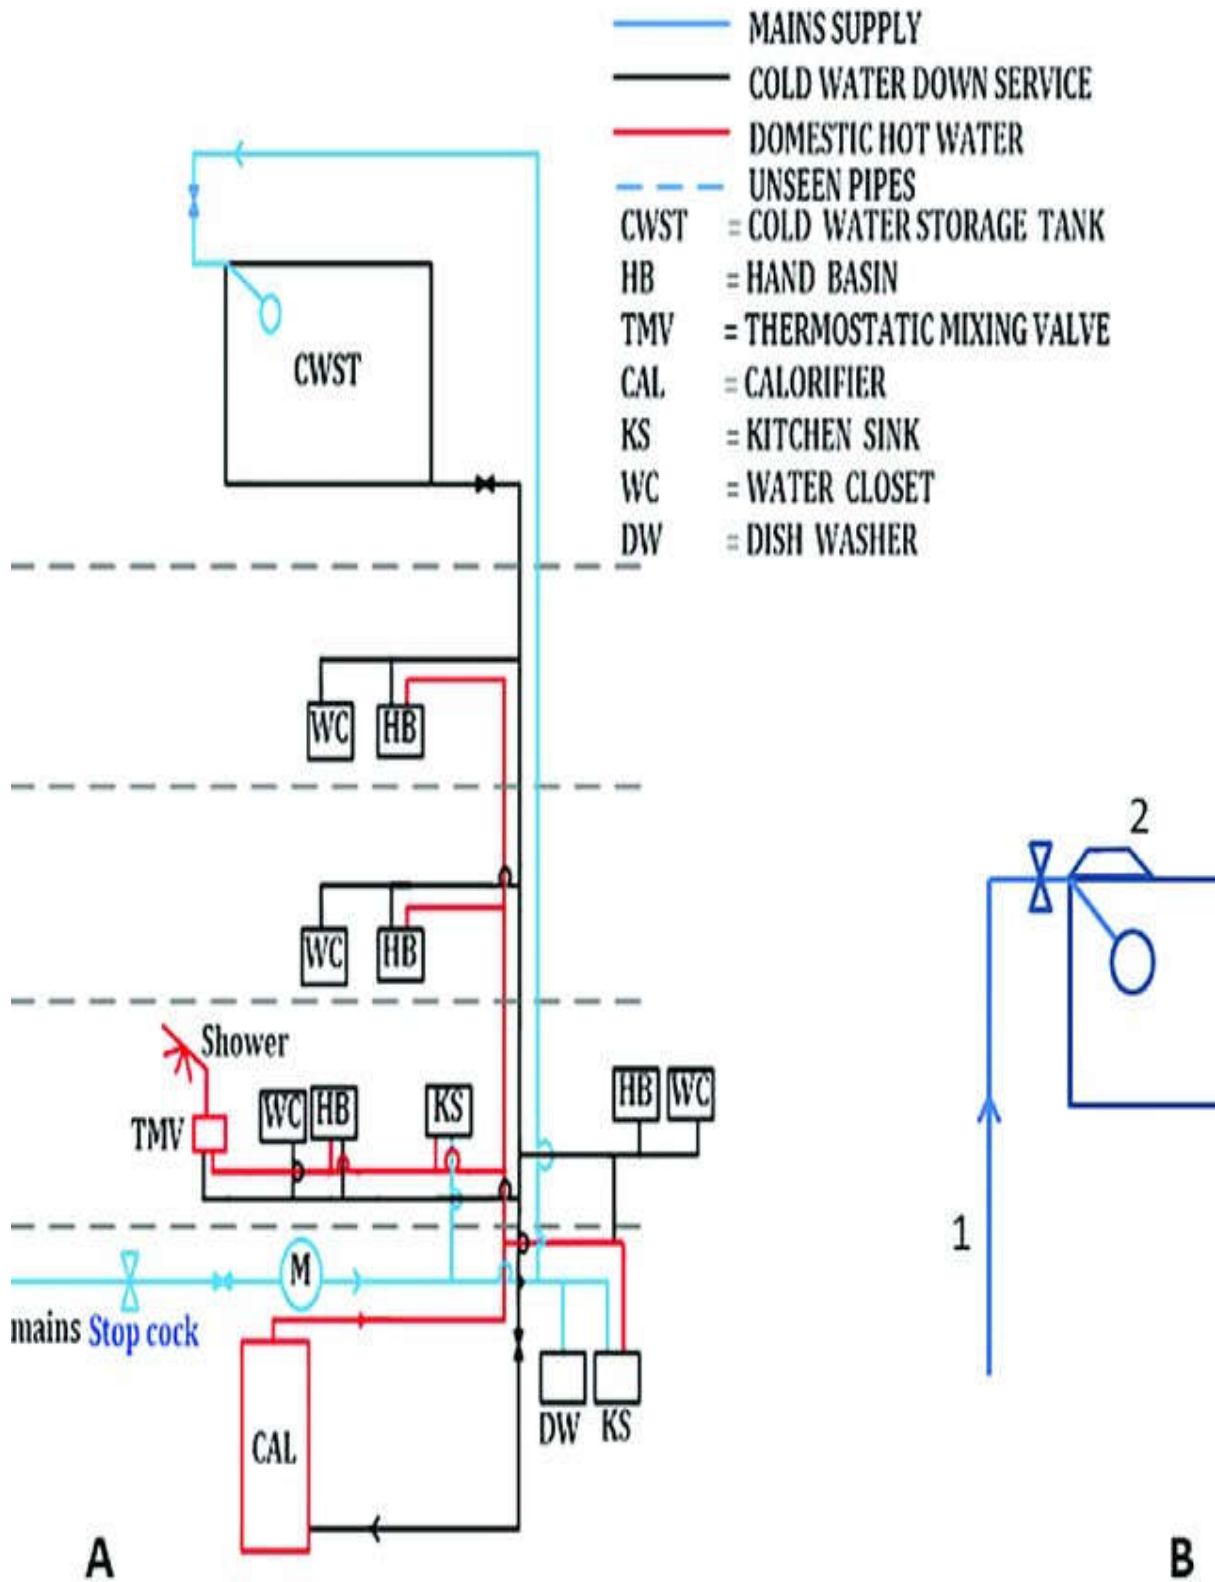 MAINS SUPPLY
COLD WATER DOWN SERVICE
DOMESTIC HOT WATER
UNSEEN PIPES
CWST = COLD WATER STORAGE TANK
HB = HAND BASIN
TMV = THERMOSTATIC MIXING VALVE
CAL = CALORIFIER
KS = KITCHEN SINK
WC = WATER CLOSET
DW = DISH WASHER
CWST
WC HB
2
WC HB
Shower
TMV
WC HB KS
HB WC
1
M
mains Stop cock
DW KS
CAL
A
B